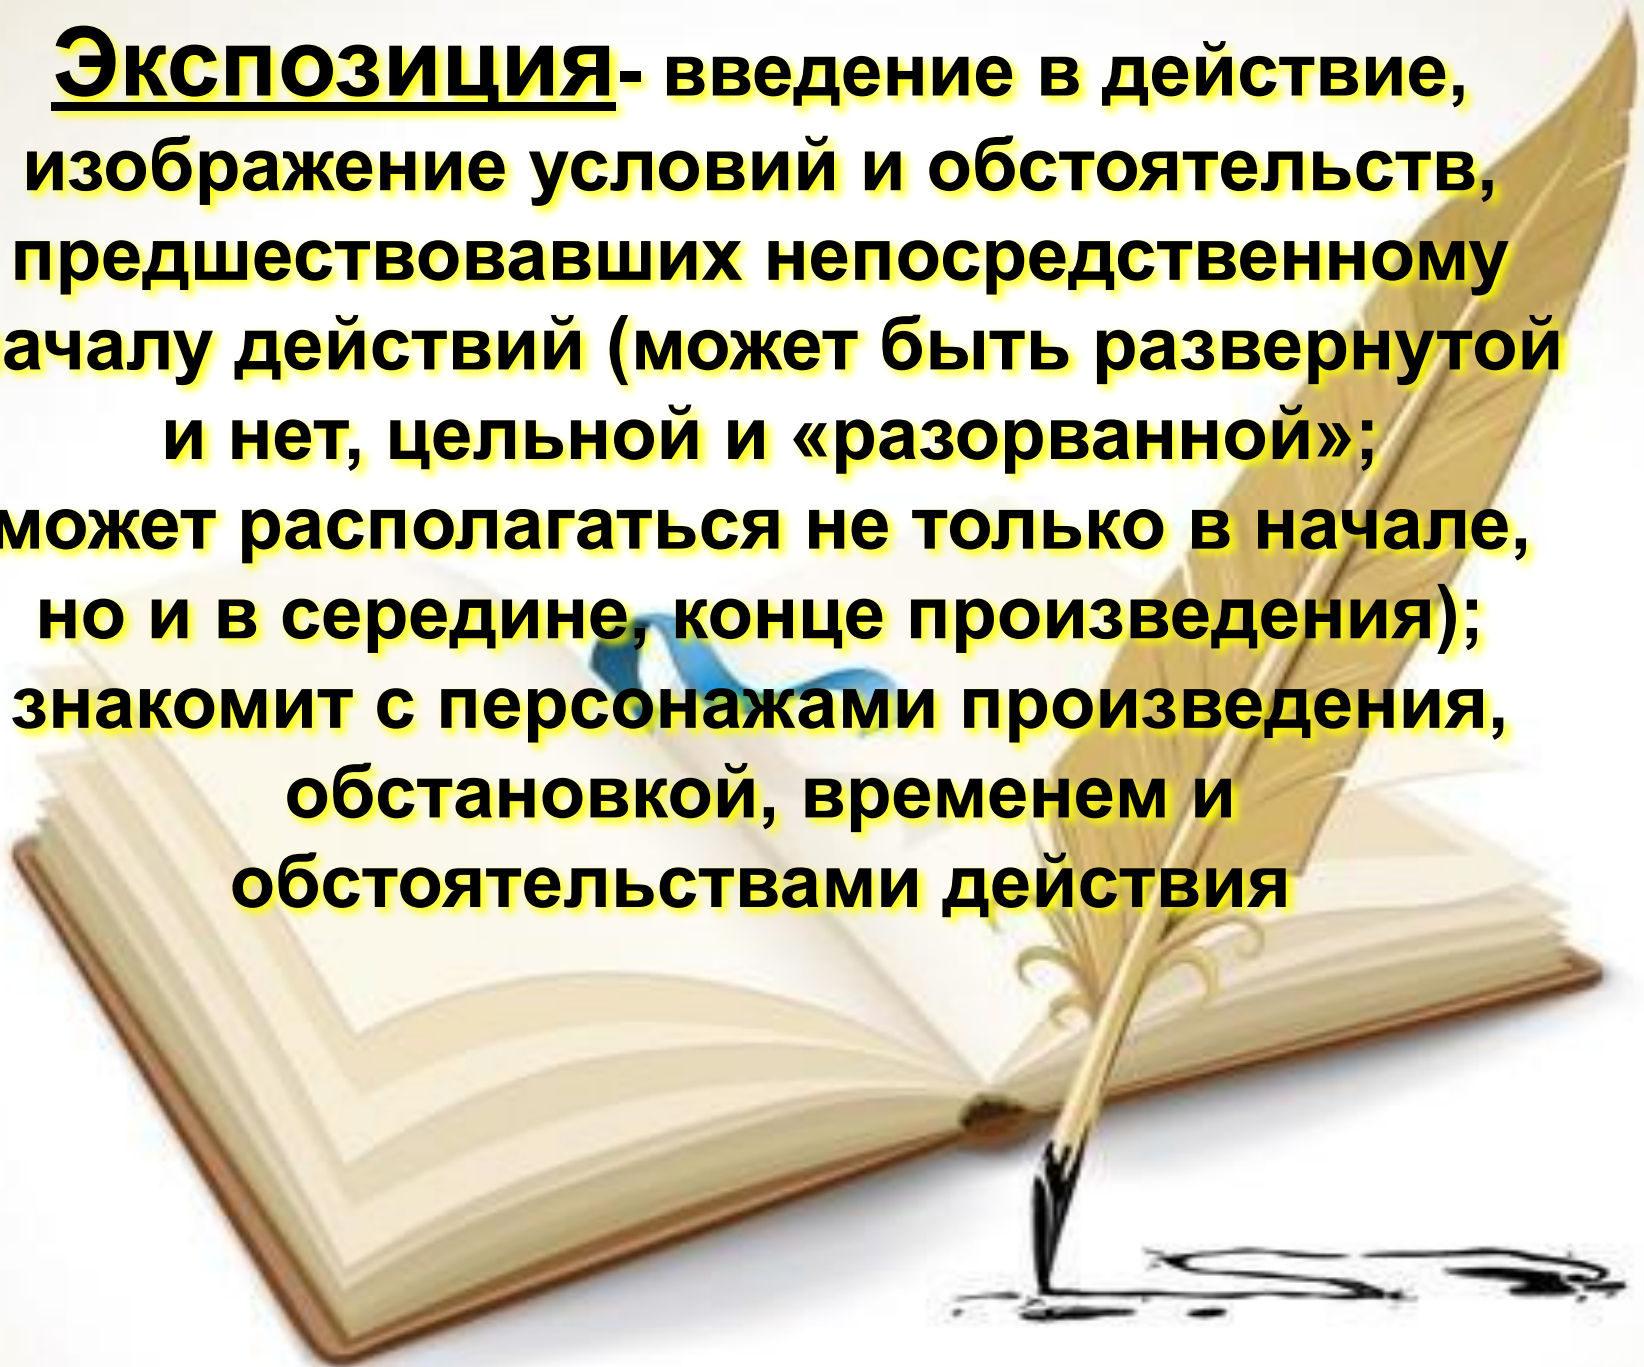 Экспозиция- введение в действие,
изображение условий и обстоятельств,
предшествовавших непосредственному
ачалу действий (может быть развернутой
и нет, цельной и «разорванной»;
может располагаться не только в начале,
но и в середине, конце произведения);
знакомит с персонажами произведения,
обстановкой, временем и
обстоятельствами действия